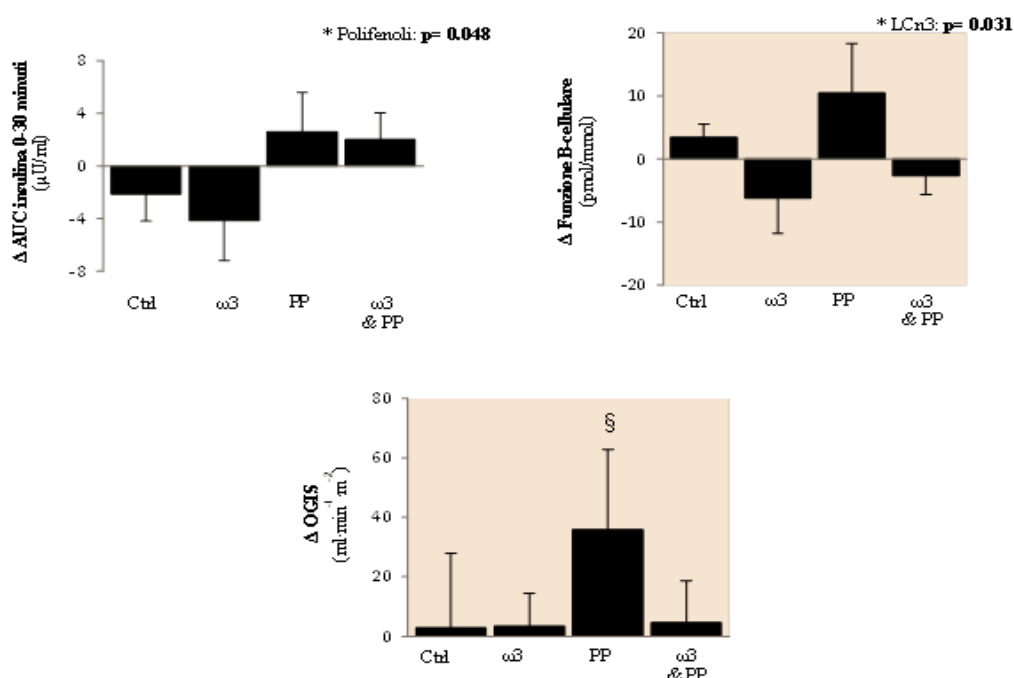 * Polifenoli: p= 0.048
Δ AUC insulina 0-30 minuti
(μU/ml)
8
4
0
-4
-8
Ctrl
ω3
PP
ω3
& PP
* LCn3: p= 0.031
Δ Funzione B-cellulare
(pmol/mmol)
20
10
0
-10
-20
Ctrl
ω3
PP
ω3
& PP
Δ OGIS
(ml·min⁻¹ m⁻²)
80
60
40
20
0
§
Ctrl
ω3
PP
ω3
& PP